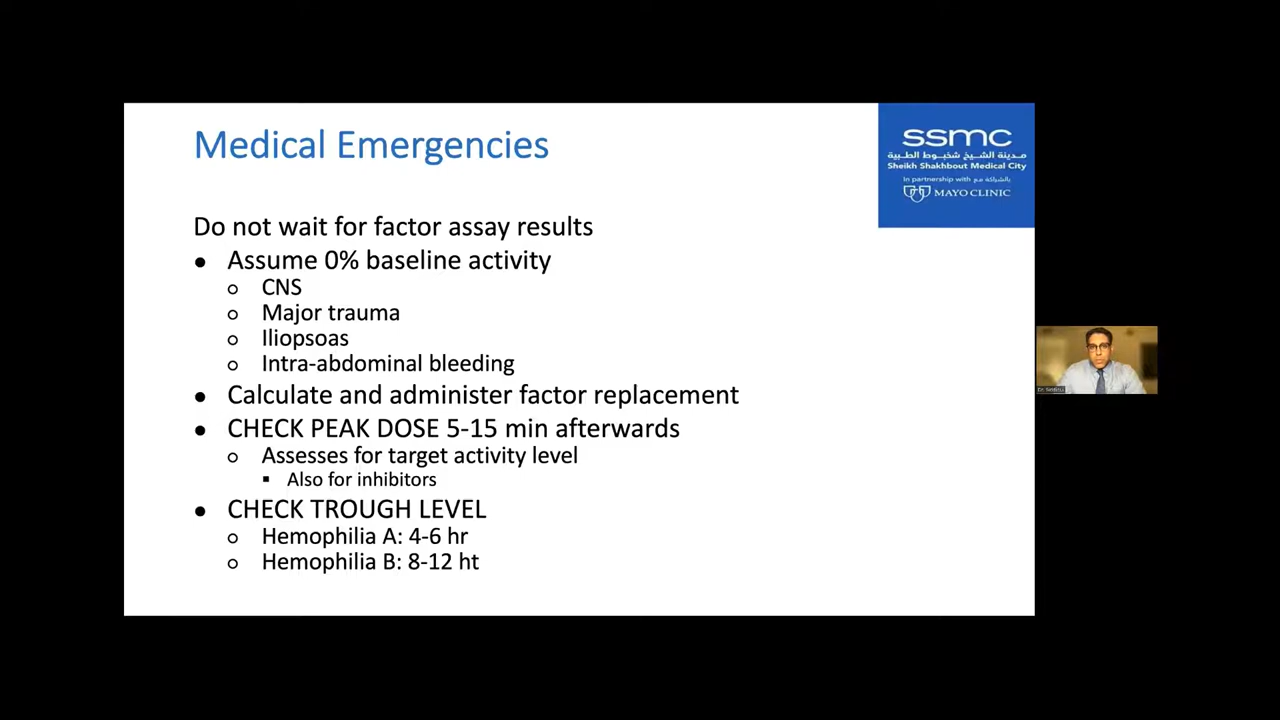 Medical Emergencies
ssmc
مدينة الشيخ شخبوط الطبية
Sheikh Shakhbout Medical City
In partnership with بالشراكة مع
MAYO CLINIC
Do not wait for factor assay results
● Assume 0% baseline activity
○ CNS
○ Major trauma
○ Iliopsoas
○ Intra-abdominal bleeding
● Calculate and administer factor replacement
● CHECK PEAK DOSE 5-15 min afterwards
○ Assesses for target activity level
▪ Also for inhibitors
● CHECK TROUGH LEVEL
○ Hemophilia A: 4-6 hr
○ Hemophilia B: 8-12 ht